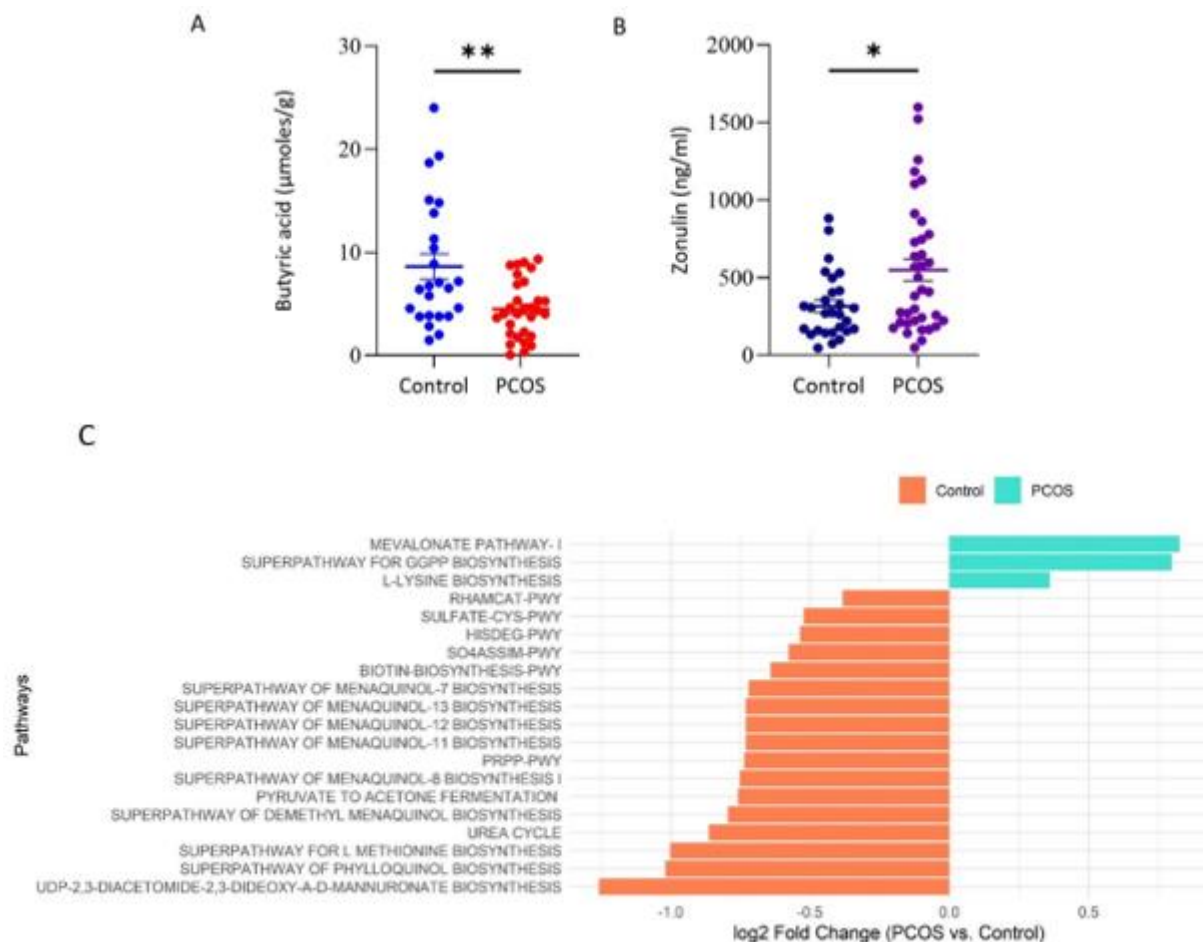 A
**
30
20
10
0
Butyric acid (µmoles/g)
Control PCOS
B
*
2000
1500
1000
500
0
Zonulin (ng/ml)
Control PCOS
C
Control PCOS
Pathways
MEVALONATE PATHWAY- I
SUPERPATHWAY FOR GGPP BIOSYNTHESIS
L-LYSINE BIOSYNTHESIS
RHAMCAT-PWY
SULFATE-CYS-PWY
HISDEG-PWY
SO4ASSIM-PWY
BIOTIN-BIOSYNTHESIS-PWY
SUPERPATHWAY OF MENAQUINOL-7 BIOSYNTHESIS
SUPERPATHWAY OF MENAQUINOL-13 BIOSYNTHESIS
SUPERPATHWAY OF MENAQUINOL-12 BIOSYNTHESIS
SUPERPATHWAY OF MENAQUINOL-11 BIOSYNTHESIS
PRPP-PWY
SUPERPATHWAY OF MENAQUINOL-8 BIOSYNTHESIS I
PYRUVATE TO ACETONE FERMENTATION
SUPERPATHWAY OF DEMETHYL MENAQUINOL BIOSYNTHESIS
UREA CYCLE
SUPERPATHWAY FOR L METHIONINE BIOSYNTHESIS
SUPERPATHWAY OF PHYLLOQUINOL BIOSYNTHESIS
UDP-2,3-DIACETOMIDE-2,3-DIDEOXY-A-D-MANNURONATE BIOSYNTHESIS
-1.0 -0.5 0.0 0.5
log2 Fold Change (PCOS vs. Control)